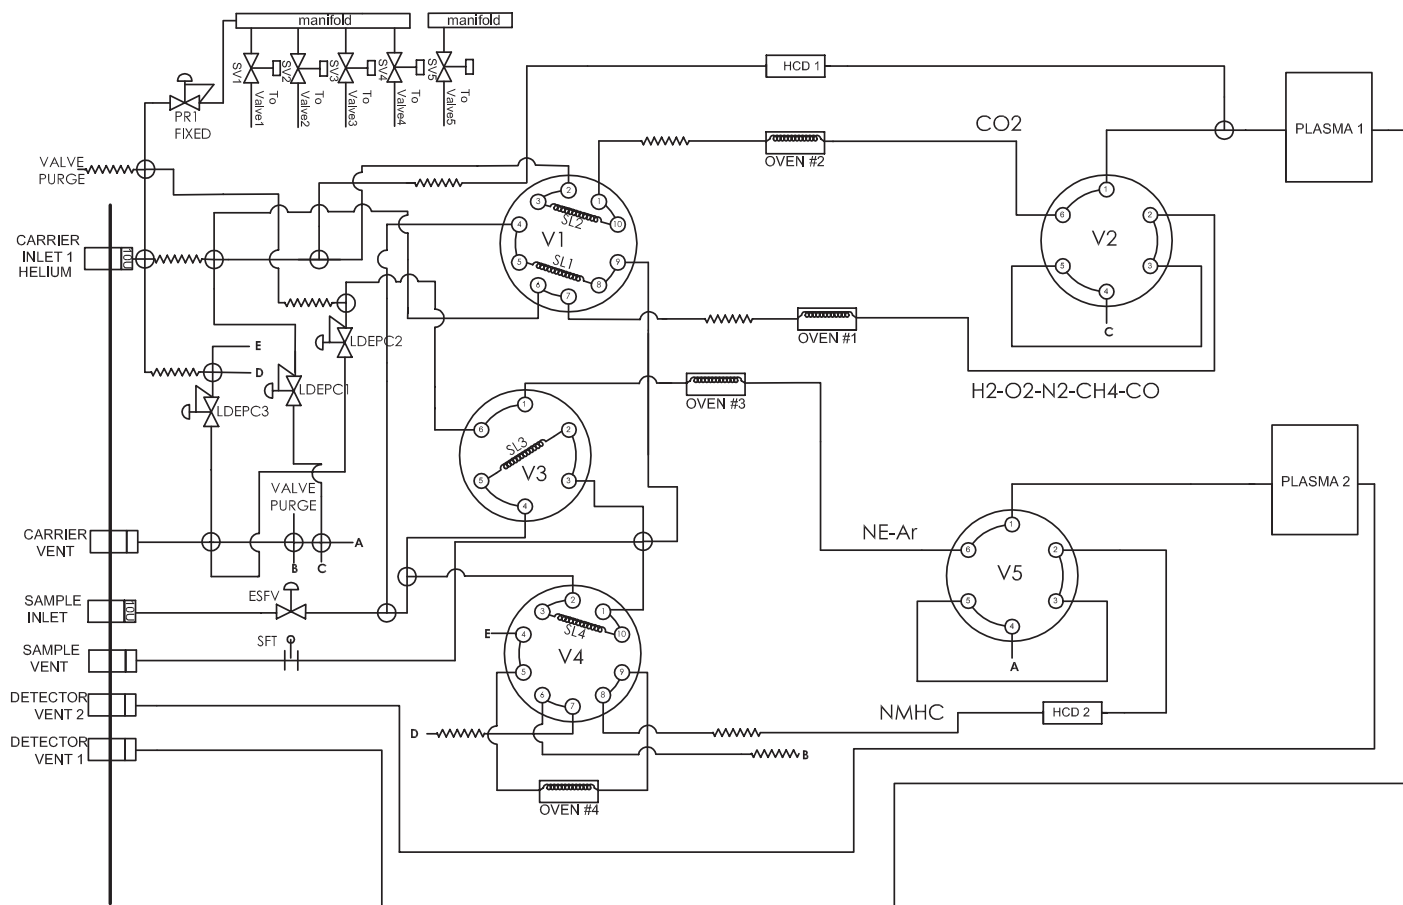 manifold
manifold
SV1
SV2
SV3
SV4
SV5
To
Valve1
To
Valve2
To
Valve3
To
Valve4
To
Valve5
PR1
FIXED
HCD 1
PLASMA 1
CO2
OVEN #2
VALVE
PURGE
CARRIER
INLET 1
HELIUM
10U
2
3
1
4
10
SL2
V1
5
SL1
9
6
8
7
1
6
2
V2
5
3
4
C
OVEN #1
H2-O2-N2-CH4-CO
LDEPC2
E
D
LDEPC1
LDEPC3
OVEN #3
1
6
2
SL3
V3
5
3
4
PLASMA 2
VALVE
PURGE
CARRIER
VENT
A
B
C
NE-Ar
1
6
2
V5
5
3
4
A
SAMPLE
INLET
10U
ESFV
SAMPLE
VENT
SFT
2
3
1
E
4
10
SL4
V4
5
9
6
8
7
DETECTOR
VENT 2
NMHC
HCD 2
D
B
DETECTOR
VENT 1
OVEN #4